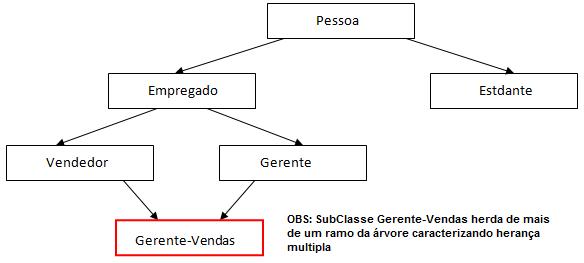 Pessoa
Empregado
Estdante
Vendedor
Gerente
Gerente-Vendas
OBS: SubClasse Gerente-Vendas herda de mais
de um ramo da árvore caracterizando herança
multipla